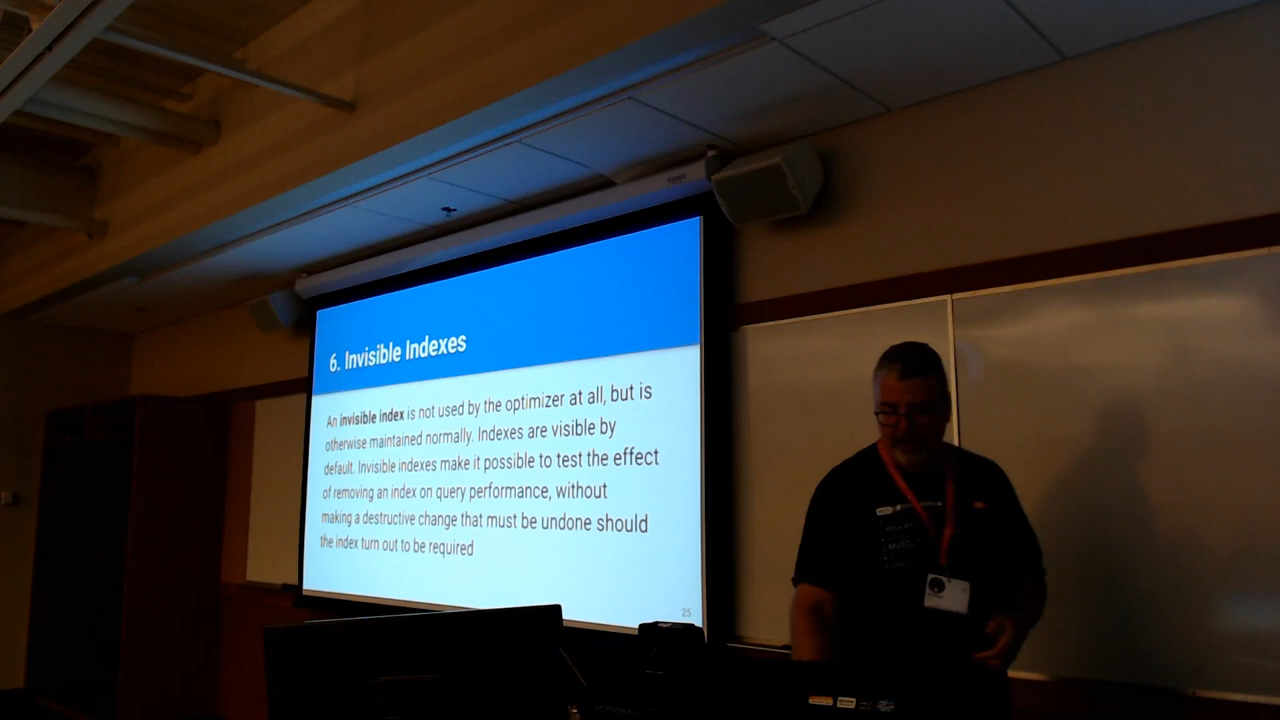 6. Invisible Indexes
An invisible index is not used by the optimizer at all, but is
otherwise maintained normally. Indexes are visible by
default. Invisible indexes make it possible to test the effect
of removing an index on query performance, without
making a destructive change that must be undone should
the index turn out to be required
25